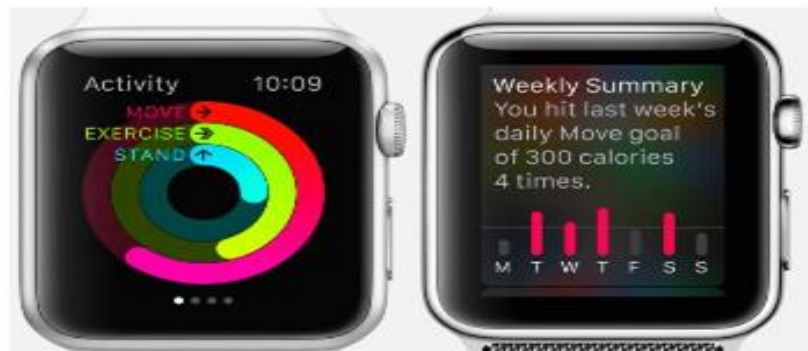 Activity 10:09
MOVE
EXERCISE
STAND
Weekly Summary
You hit last week's
daily Move goal
of 300 calories
4 times.
M T W T F S S